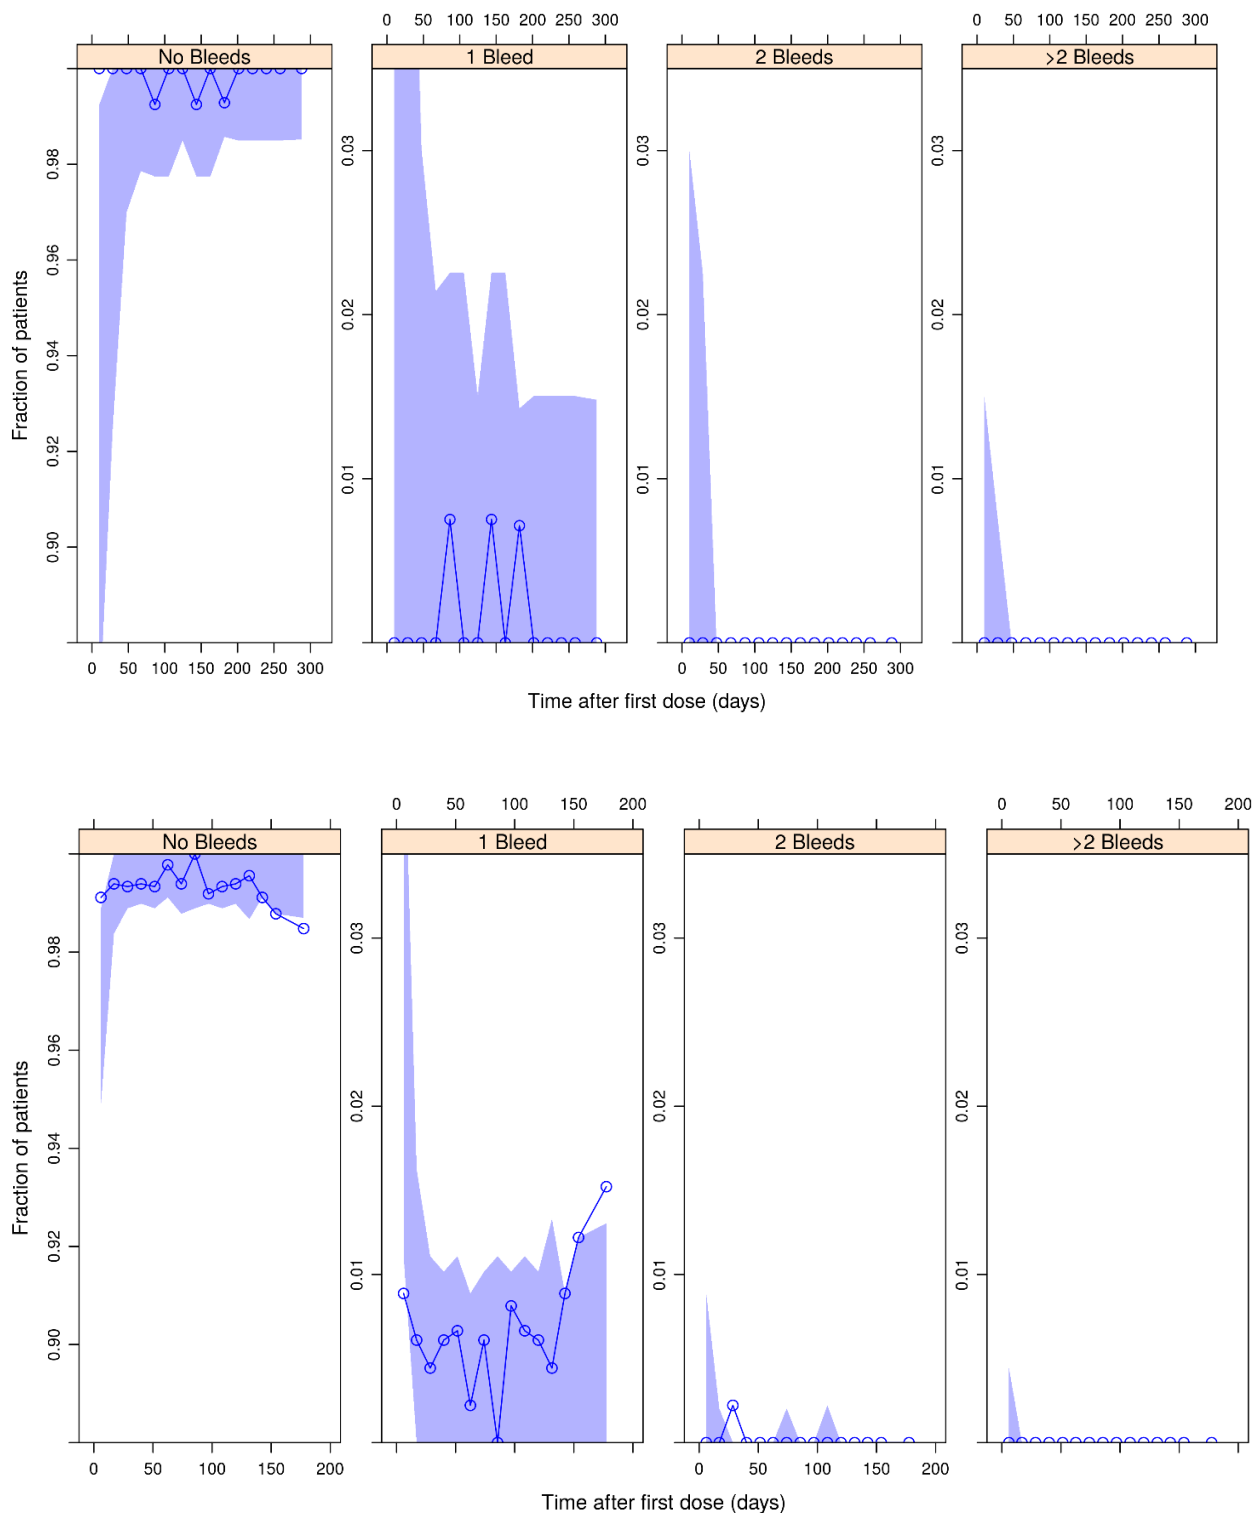 0 50 100 150 200 250 300 0 50 100 150 200 250 300
No Bleeds 1 Bleed 2 Bleeds >2 Bleeds
Fraction of patients
0.90 0.92 0.94 0.96 0.98
0.01 0.02 0.03
0.01 0.02 0.03
0.01 0.02 0.03
0 50 100 150 200 250 300 0 50 100 150 200 250 300
Time after first dose (days)
0 50 100 150 200 0 50 100 150 200
No Bleeds 1 Bleed 2 Bleeds >2 Bleeds
Fraction of patients
0.90 0.92 0.94 0.96 0.98
0.01 0.02 0.03
0.01 0.02 0.03
0.01 0.02 0.03
0 50 100 150 200 0 50 100 150 200
Time after first dose (days)